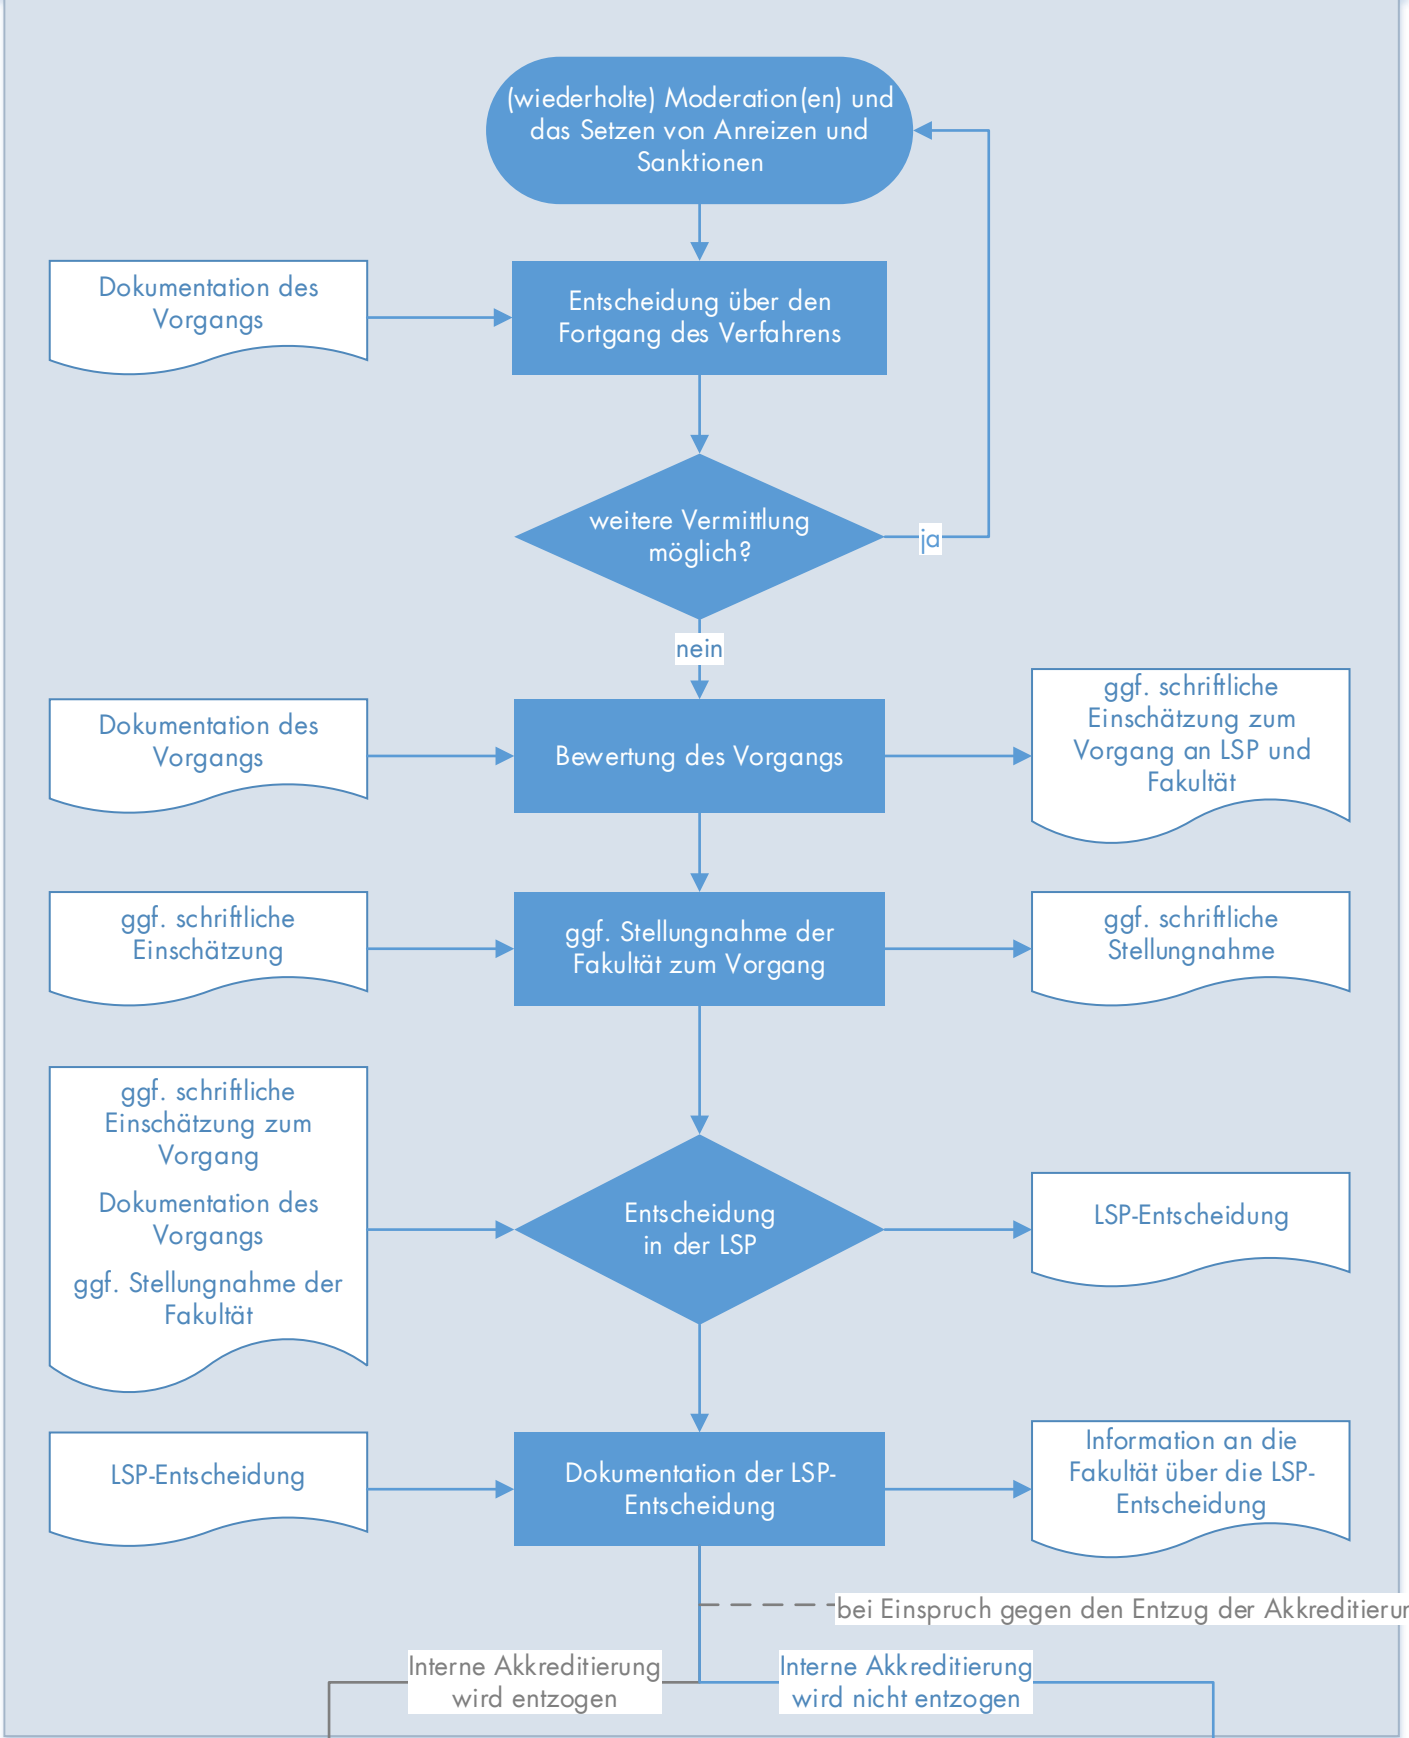 (wiederholte) Moderation(en) und
das Setzen von Anreizen und
Sanktionen
Dokumentation des
Vorgangs
Entscheidung über den
Fortgang des Verfahrens
weitere Vermittlung
möglich?
ja
nein
Dokumentation des
Vorgangs
Bewertung des Vorgangs
ggf. schriftliche
Einschätzung zum
Vorgang an LSP und
Fakultät
ggf. schriftliche
Einschätzung
ggf. Stellungnahme der
Fakultät zum Vorgang
ggf. schriftliche
Stellungnahme
ggf. schriftliche
Einschätzung zum
Vorgang
Dokumentation des
Vorgangs
ggf. Stellungnahme der
Fakultät
Entscheidung
in der LSP
LSP-Entscheidung
LSP-Entscheidung
Dokumentation der LSP-
Entscheidung
Information an die
Fakultät über die LSP-
Entscheidung
bei Einspruch gegen den Entzug der
Interne Akkreditierung
wird entzogen
Interne Akkreditierung
wird nicht entzogen